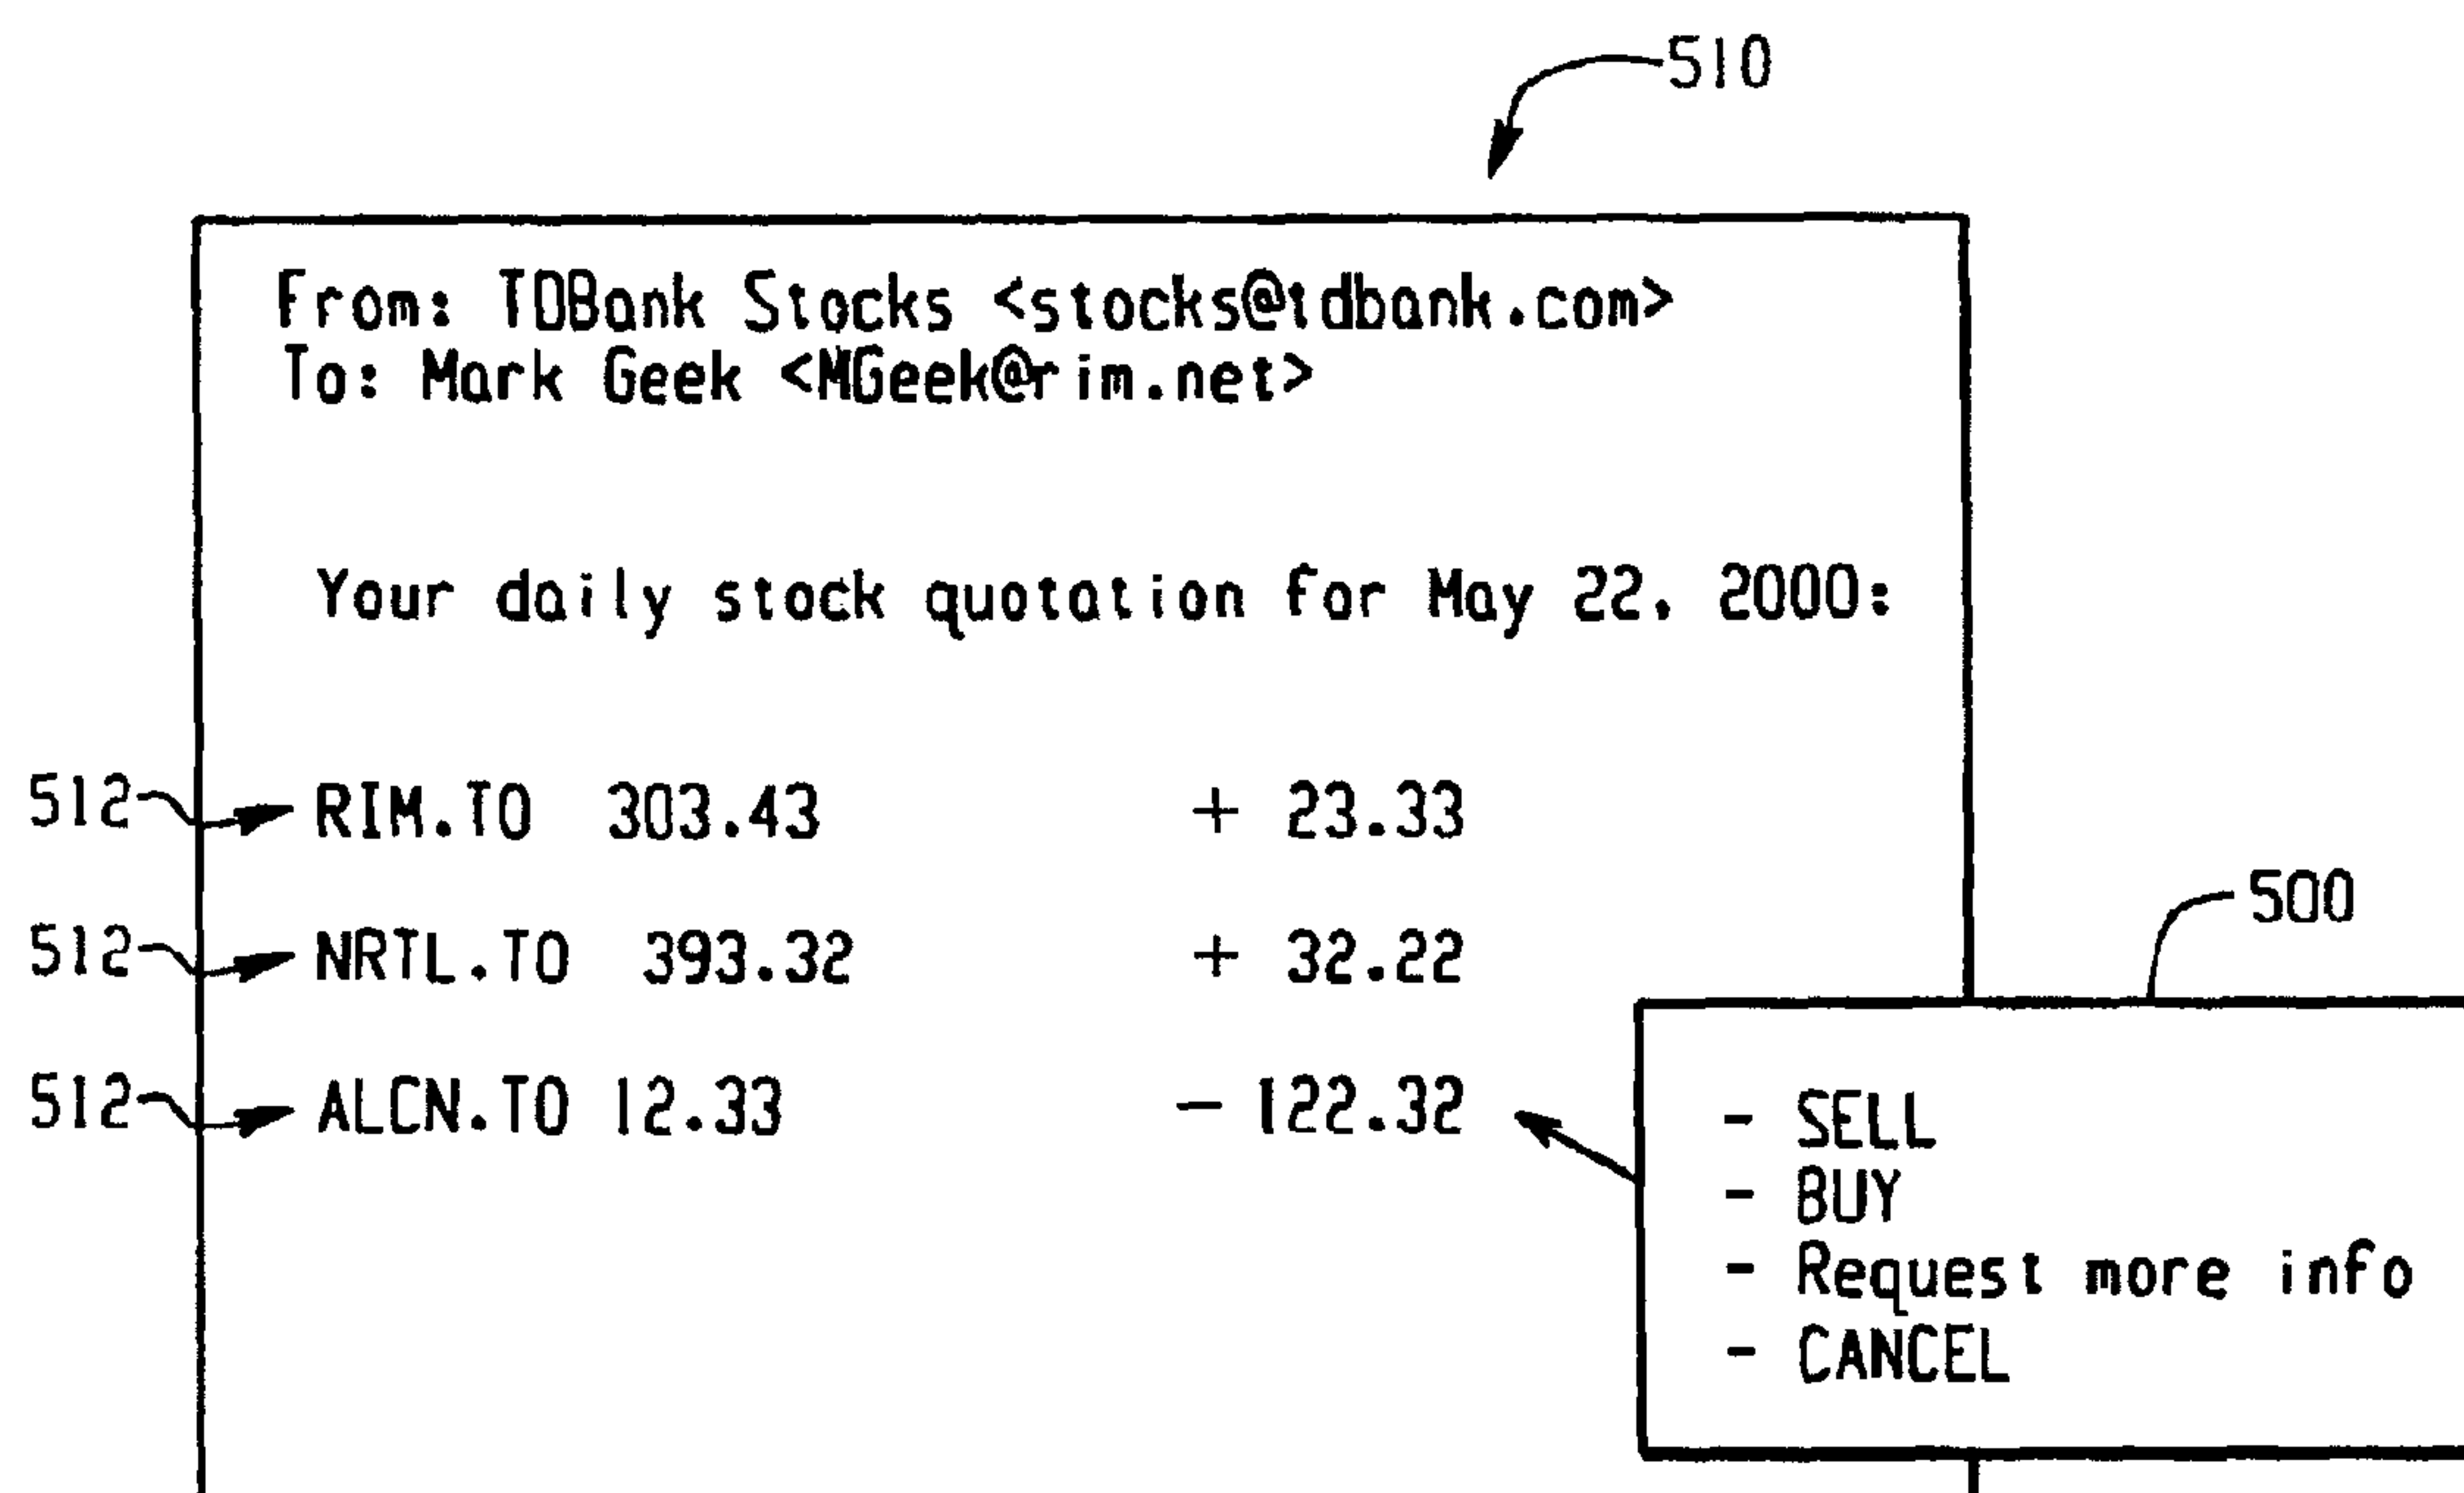 510
From: TDBank Stocks <stocks@tdbank.com>
To: Mark Geek <MGeek@rim.net>
Your daily stock quotation for May 22, 2000:
512 RIM.TO 303.43 + 23.33
500
512 NRTL.TO 393.32 + 32.22
512 ALCN.TO 12.33 - 122.32
- SELL
- BUY
- Request more info
- CANCEL